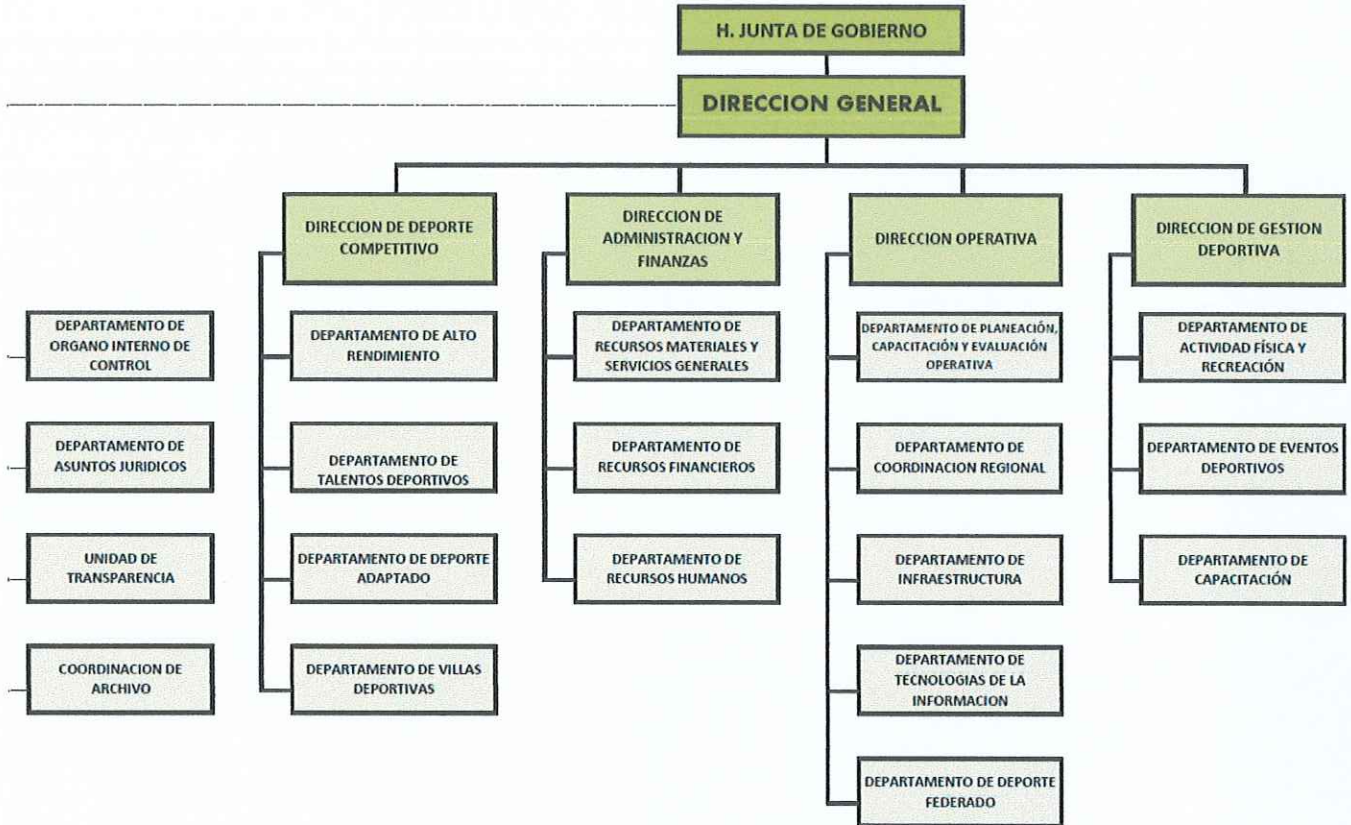 H. JUNTA DE GOBIERNO
DIRECCION GENERAL
DIRECCION DE DEPORTE
COMPETITIVO
DIRECCION DE
ADMINISTRACION Y
FINANZAS
DIRECCION OPERATIVA
DIRECCION DE GESTION
DEPORTIVA
DEPARTAMENTO DE
ORGANO INTERNO DE
CONTROL
DEPARTAMENTO DE
ASUNTOS JURIDICOS
UNIDAD DE
TRANSPARENCIA
COORDINACION DE
ARCHIVO
DEPARTAMENTO DE ALTO
RENDIMIENTO
DEPARTAMENTO DE
TALENTOS DEPORTIVOS
DEPARTAMENTO DE DEPORTE
ADAPTADO
DEPARTAMENTO DE VILLAS
DEPORTIVAS
DEPARTAMENTO DE
RECURSOS MATERIALES Y
SERVICIOS GENERALES
DEPARTAMENTO DE
RECURSOS FINANCIEROS
DEPARTAMENTO DE
RECURSOS HUMANOS
DEPARTAMENTO DE PLANEACIÓN,
CAPACITACIÓN Y EVALUACIÓN
OPERATIVA
DEPARTAMENTO DE
COORDINACION REGIONAL
DEPARTAMENTO DE
INFRAESTRUCTURA
DEPARTAMENTO DE
TECNOLOGIAS DE LA
INFORMACION
DEPARTAMENTO DE DEPORTE
FEDERADO
DEPARTAMENTO DE
ACTIVIDAD FÍSICA Y
RECREACIÓN
DEPARTAMENTO DE EVENTOS
DEPORTIVOS
DEPARTAMENTO DE
CAPACITACIÓN